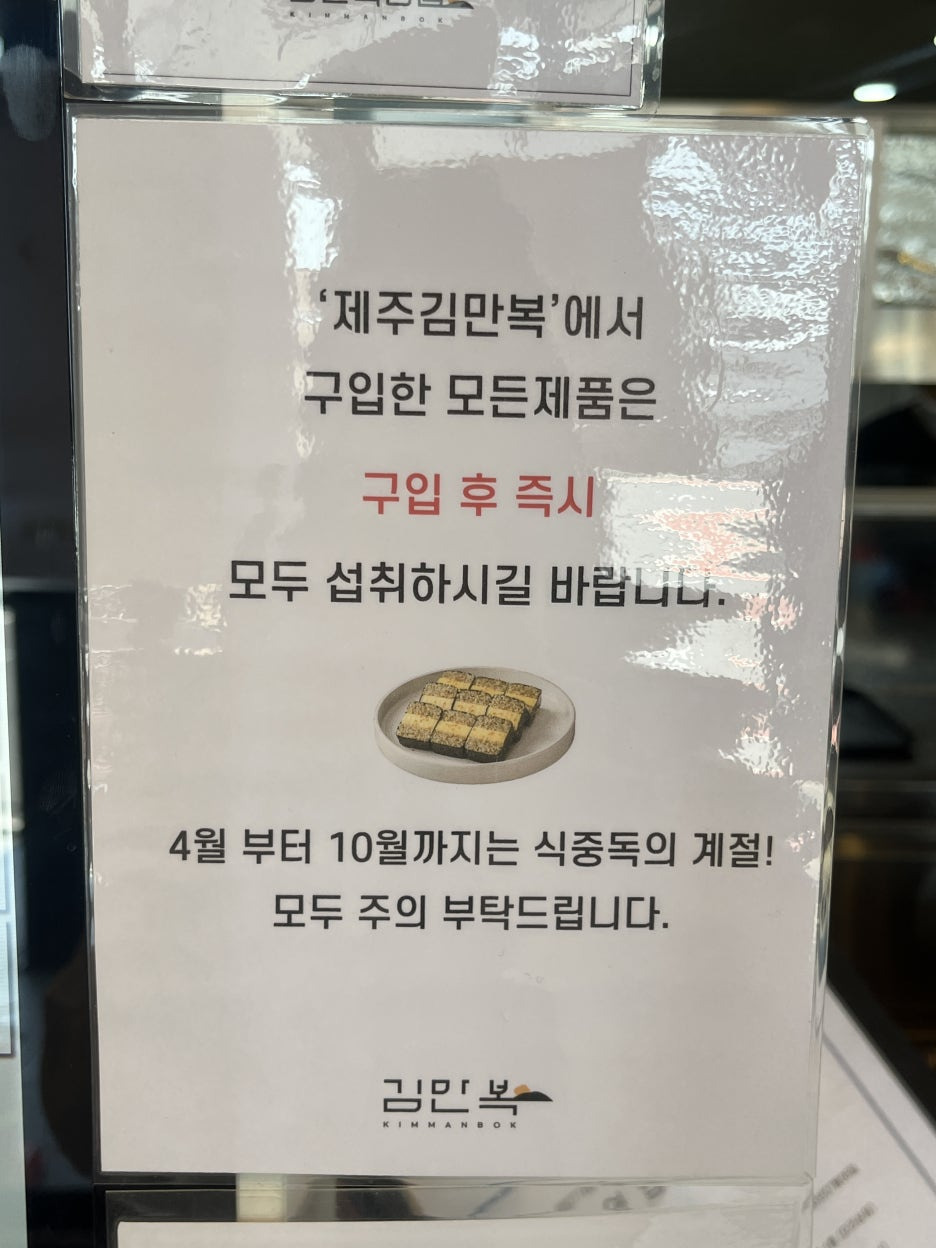 KIMMANBOK
'제주김만복'에서
구입한 모든제품은
구입 후 즉시
모두 섭취하시길 바랍니다.
4월 부터 10월까지는 식중독의 계절!
모두 주의 부탁드립니다.
김만복
KIMMANBOK